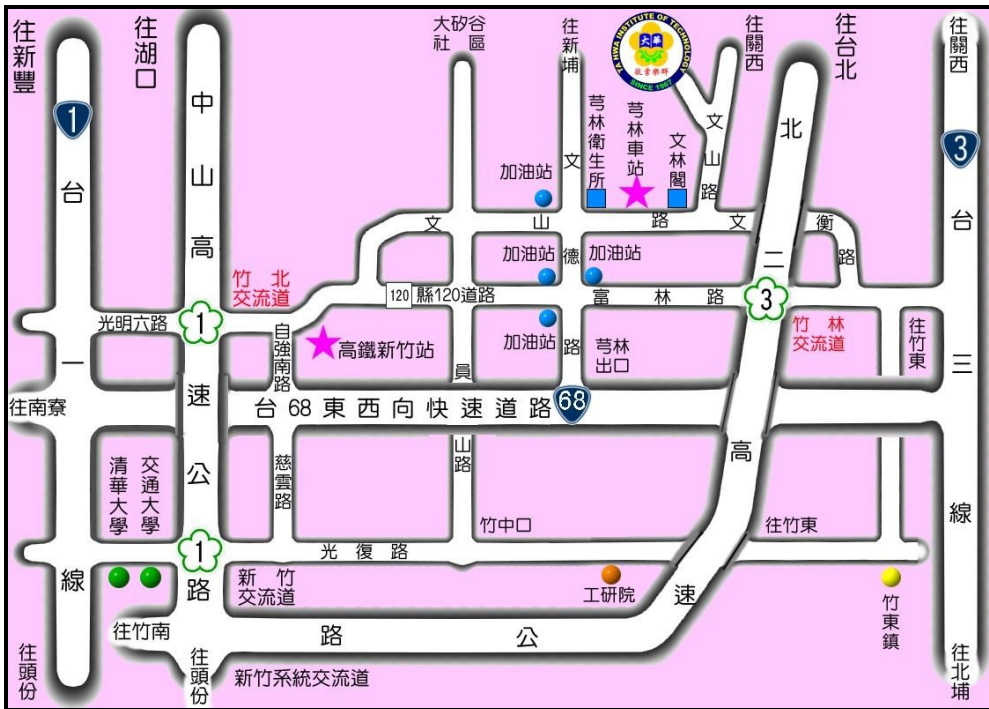 往新豐
往湖口
大矽谷
社區
往新埔
TA HWA INSTITUTE OF TECHNOLOGY
大華
敬業樂群
SINCE 1967
往關西
往台北
往關西
1
台一線
中山高速公路
加油站
文德路
芎林衛生所
芎林車站
文林閣
文山路
北二高速公路
3
台三線
文山路
文衡路
竹北
交流道
加油站
加油站
120
縣120道路
富林路
3
光明六路
1
自強南路
高鐵新竹站
加油站
芎林
出口
竹林
交流道
往竹東
員山路
往南寮
台68東西向快速道路
68
清華大學
交通大學
慈雲路
竹中口
往竹東
1
光復路
新竹
交流道
工研院
竹東鎮
往竹南
往頭份
往頭份
新竹系統交流道
往北埔